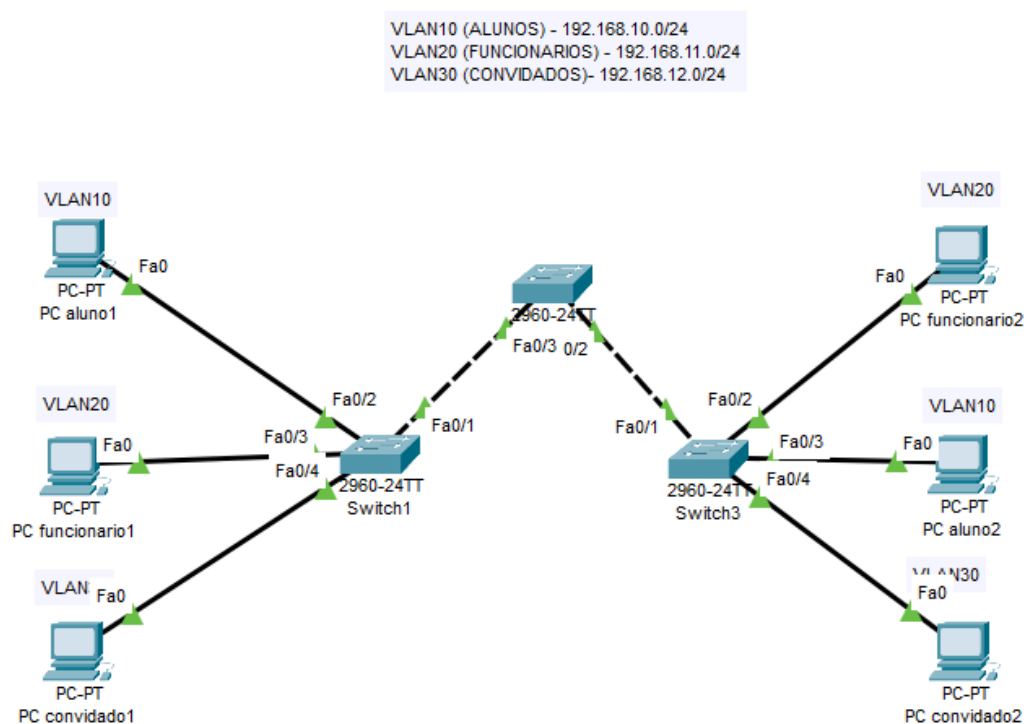 VLAN10 (ALUNOS) - 192.168.10.0/24
VLAN20 (FUNCIONARIOS) - 192.168.11.0/24
VLAN30 (CONVIDADOS)- 192.168.12.0/24
VLAN10
Fa0
PC-PT
PC aluno1
VLAN20
Fa0
PC-PT
PC funcionario1
Fa0
PC-PT
PC convidado1
Fa0/2
Fa0/3
Fa0/4
Fa0/1
2960-24TT
Switch1
2960-24TT
Fa0/3
0/2
Fa0/1
Fa0/2
Fa0/3
Fa0/4
2960-24TT
Switch3
VLAN20
Fa0
PC-PT
PC funcionario2
VLAN10
Fa0
PC-PT
PC aluno2
VLAN30
Fa0
PC-PT
PC convidado2